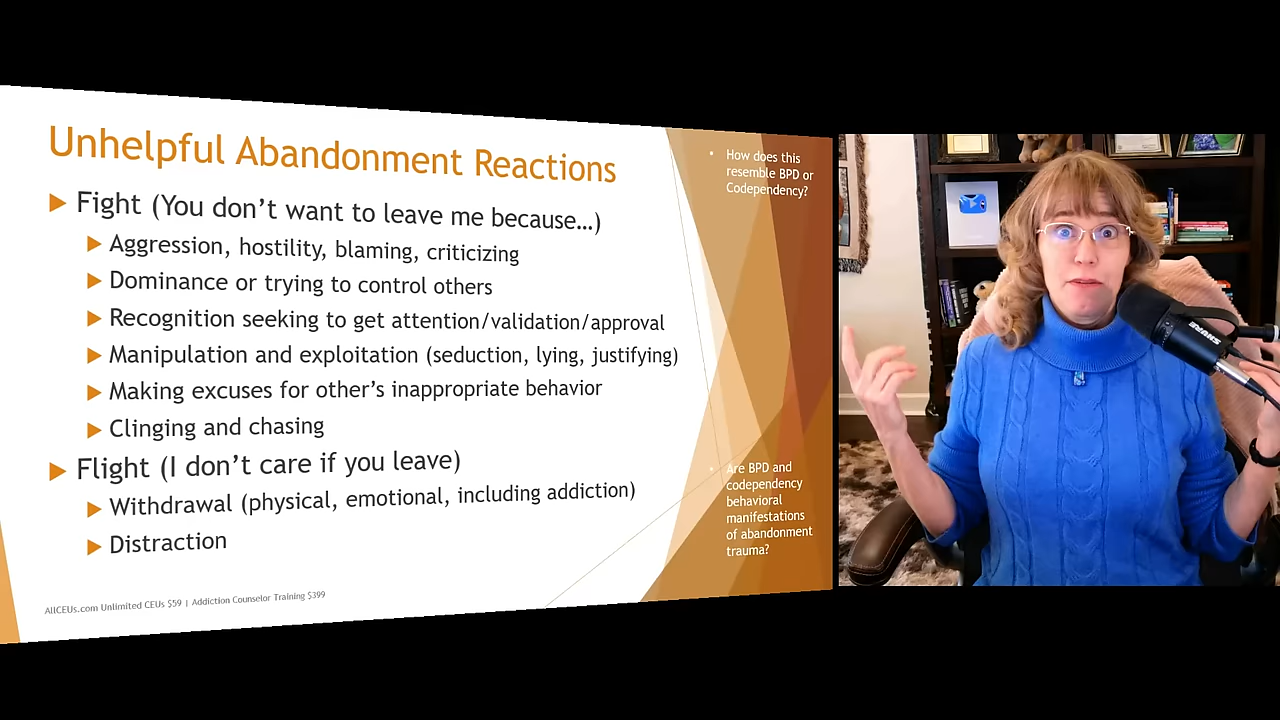 Unhelpful Abandonment Reactions
Fight (You don't want to leave me because…)
Aggression, hostility, blaming, criticizing
Dominance or trying to control others
Recognition seeking to get attention/validation/approval
Manipulation and exploitation (seduction, lying, justifying)
Making excuses for other's inappropriate behavior
Clinging and chasing
Flight (I don't care if you leave)
Withdrawal (physical, emotional, including addiction)
Distraction
AllCEUs.com Unlimited CEUs $59 | Addiction Counselor Training $399
• How does this
resemble BPD or
Codependency?
• Are BPD and
codependency
behavioral
manifestations
of abandonment
trauma?
SHURE